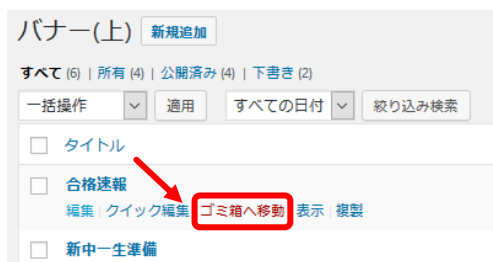 バナー(上) 新規追加
すべて (6) | 所有 (4) | 公開済み (4) | 下書き (2)
一括操作 適用 すべての日付 絞り込み検索
タイトル
合格速報
編集 | クイック編集 | ゴミ箱へ移動 | 表示 | 複製
新中一生準備